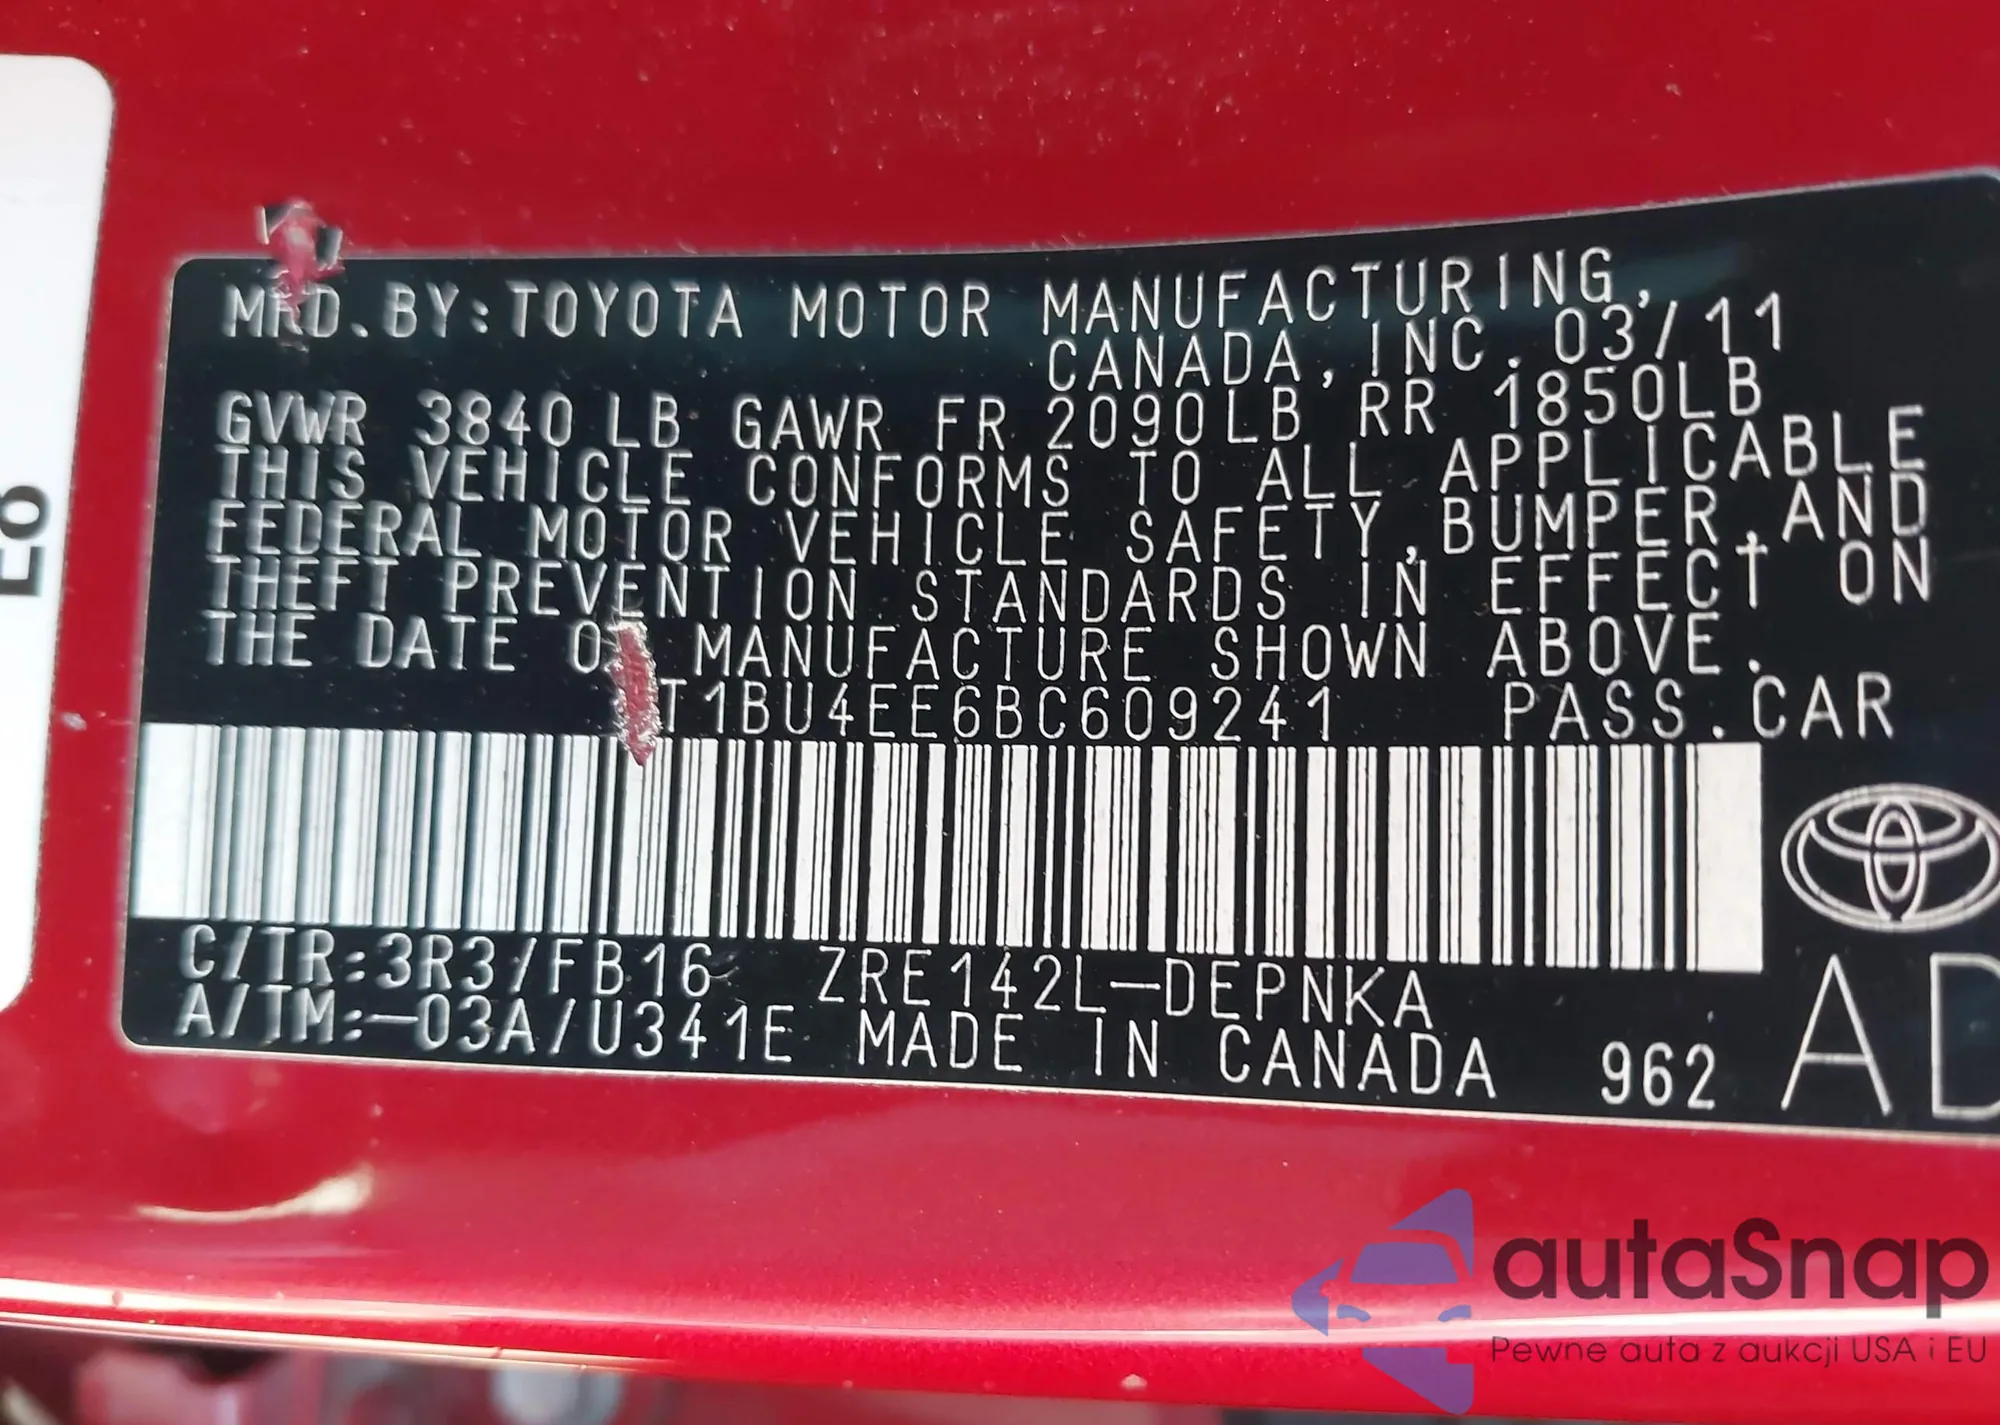 E8
MFD.BY:TOYOTA MOTOR MANUFACTURING,
CANADA, INC. 03/11
GVWR 3840 LB GAWR FR 2090LB RR 1850LB
THIS VEHICLE CONFORMS TO ALL APPLICABLE
FEDERAL MOTOR VEHICLE SAFETY, BUMPER, AND
THEFT PREVENTION STANDARDS IN EFFECT ON
THE DATE OF MANUFACTURE SHOWN ABOVE.
T1BU4EE6BC609241 PASS.CAR
C/TR:3R3/FB16 ZRE142L-DEPNKA
A/TM:-03A/U341E MADE IN CANADA 962
AD
autaSnap
Pewne auta z aukcji USA i EU